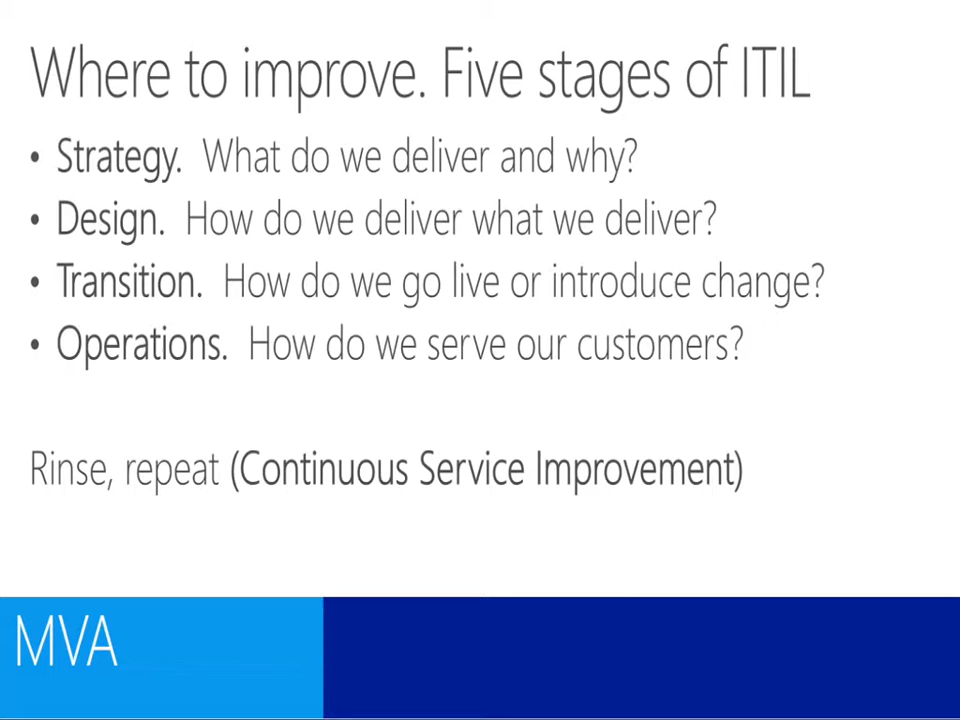 Where to improve. Five stages of ITIL
• Strategy. What do we deliver and why?
• Design. How do we deliver what we deliver?
• Transition. How do we go live or introduce change?
• Operations. How do we serve our customers?
Rinse, repeat (Continuous Service Improvement)
MVA